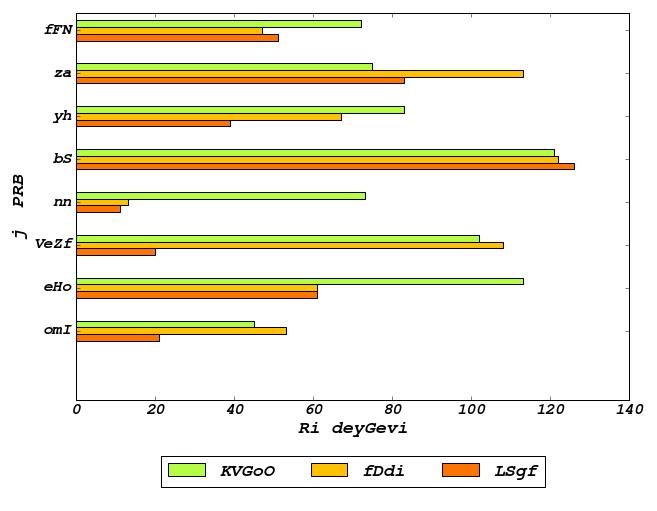 fFN
za
yh
bS
nn
VeZf
eHo
omI
j PRB
0 20 40 60 80 100 120 140
Ri deyGevi
KVGoO fDdi LSgf